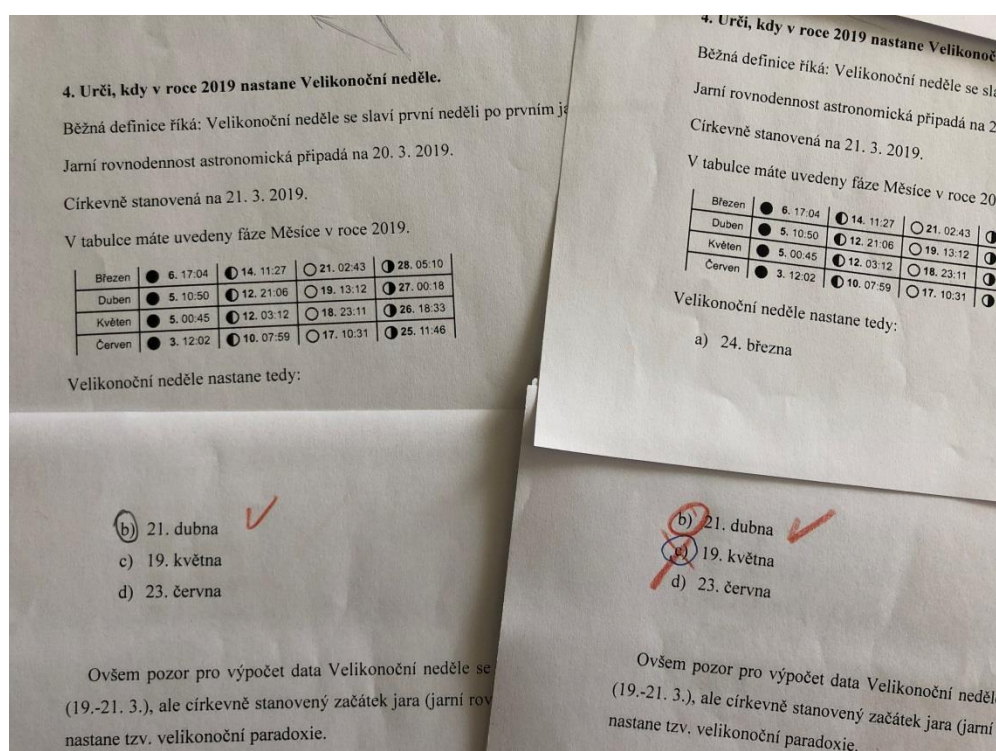 4. Urči, kdy v roce 2019 nastane Velikonoční neděle.
Běžná definice říká: Velikonoční neděle se slaví první neděli po prvním
Jarní rovnodennost astronomická připadá na 20. 3. 2019.
Církevně stanovená na 21. 3. 2019.
V tabulce máte uvedeny fáze Měsíce v roce 2019.
Březen 6. 17:04 14. 11:27 21. 02:43 28. 05:10
Duben 5. 10:50 12. 21:06 19. 13:12 27. 00:18
Květen 5. 00:45 12. 03:12 18. 23:11 26. 18:33
Červen 3. 12:02 10. 07:59 17. 10:31 25. 11:46
Velikonoční neděle nastane tedy:
b) 21. dubna
c) 19. května
d) 23. června
Ovšem pozor pro výpočet data Velikonoční neděle se
(19.-21. 3.), ale církevně stanovený začátek jara (jarní
nastane tzv. velikonoční paradoxie.
4. Urči, kdy v roce 2019 nastane
Běžná definice říká: Velikonoční neděle se
Jarní rovnodennost astronomická připadá na
Církevně stanovená na 21. 3. 2019.
V tabulce máte uvedeny fáze Měsíce v roce
Březen 6. 17:04 14. 11:27 21. 02:43
Duben 5. 10:50 12. 21:06 19. 13:12
Květen 5. 00:45 12. 03:12 18. 23:11
Červen 3. 12:02 10. 07:59 17. 10:31
Velikonoční neděle nastane tedy:
a) 24. března
b) 21. dubna
c) 19. května
d) 23. června
Ovšem pozor pro výpočet data Velikonoční
(19.-21. 3.), ale církevně stanovený začátek jara (jarní
nastane tzv. velikonoční paradoxie.